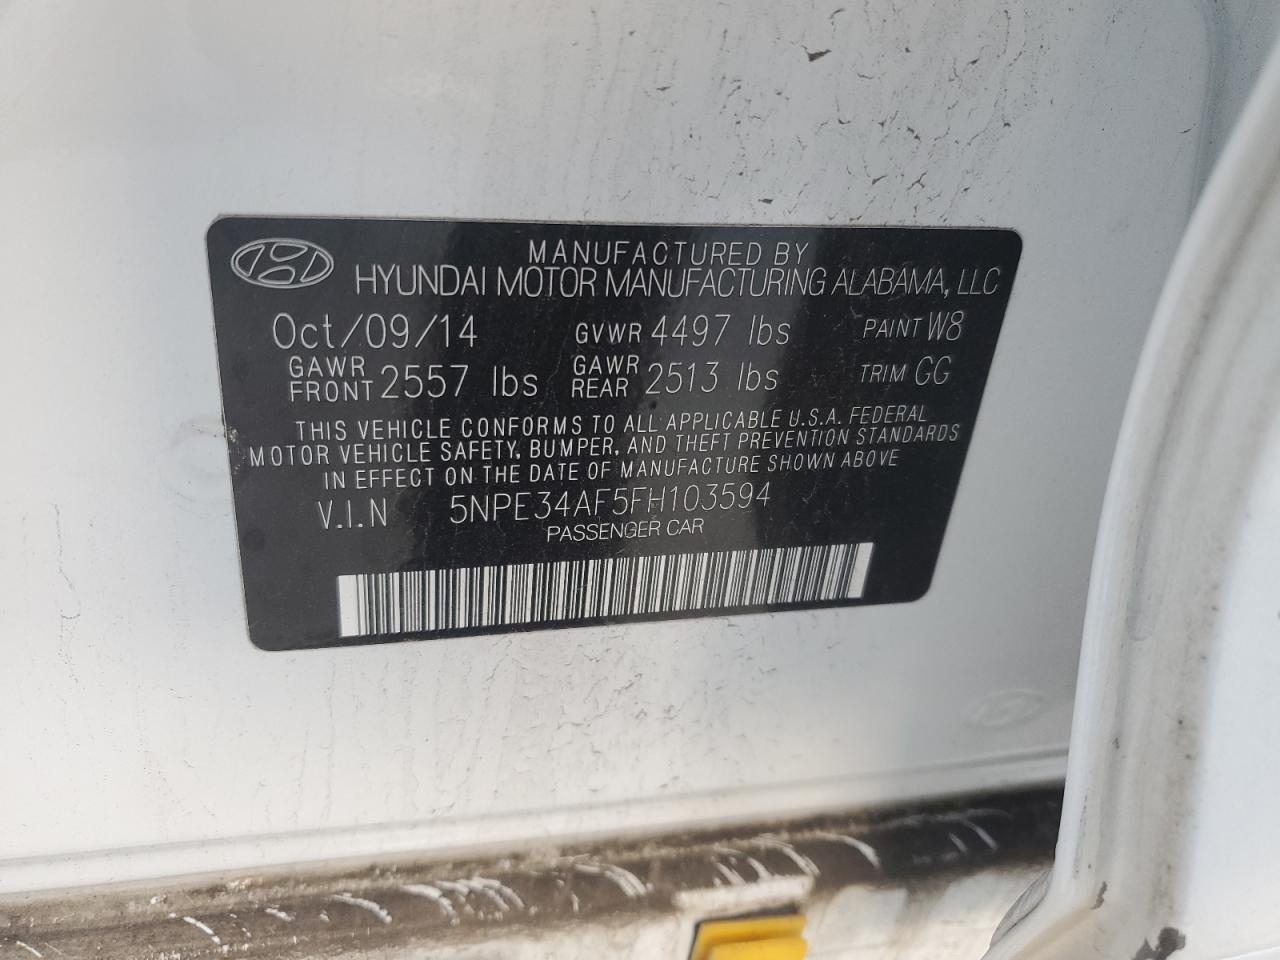 MANUFACTURED BY
HYUNDAI MOTOR MANUFACTURING ALABAMA, LLC
Oct/09/14 GVWR 4497 lbs PAINT W8
GAWR FRONT 2557 lbs GAWR REAR 2513 lbs TRIM GG
THIS VEHICLE CONFORMS TO ALL APPLICABLE U.S.A. FEDERAL
MOTOR VEHICLE SAFETY, BUMPER, AND THEFT PREVENTION STANDARDS
IN EFFECT ON THE DATE OF MANUFACTURE SHOWN ABOVE
V.I.N 5NPE34AF5FH103594
PASSENGER CAR